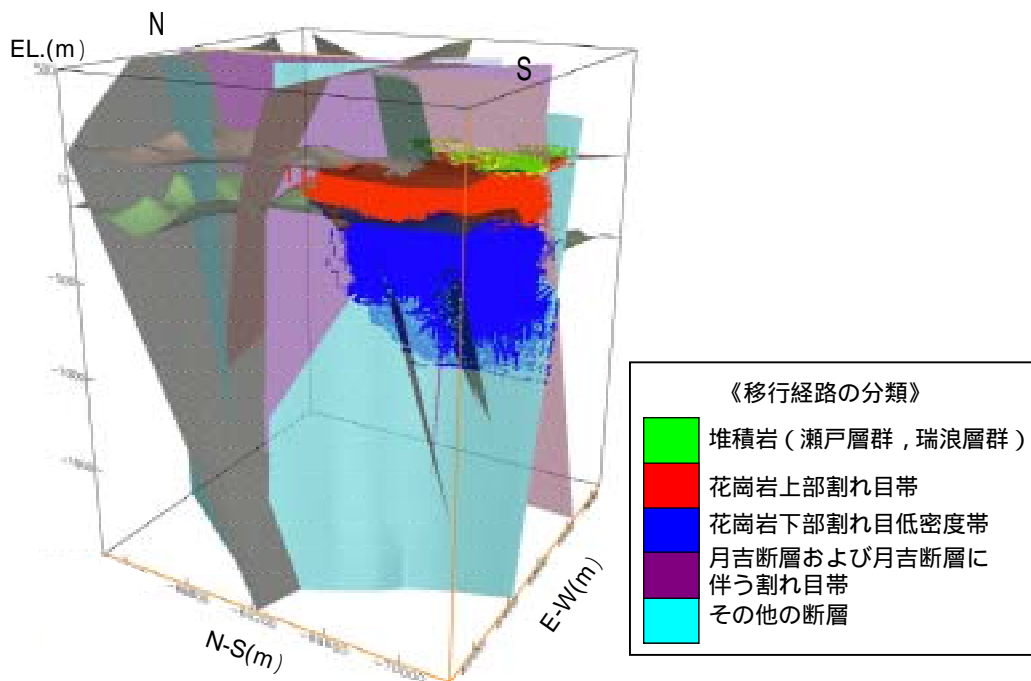 N
EL.(m)
S
0
-500
-1000
N-S(m)
E-W(m)
《移行経路の分類》
堆積岩（瀬戸層群，瑞浪層群）
花崗岩上部割れ目帯
花崗岩下部割れ目低密度帯
月吉断層および月吉断層に
伴う割れ目帯
その他の断層